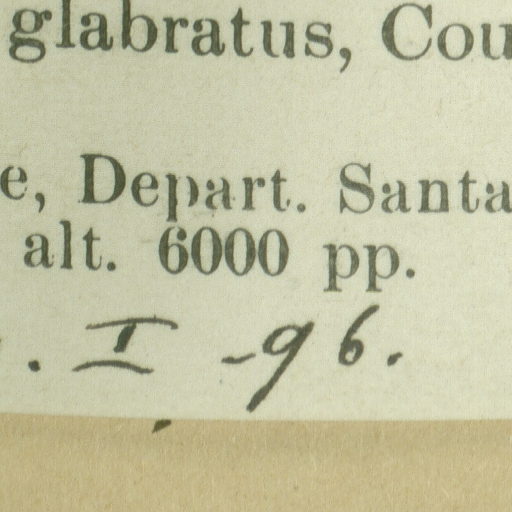 glabratus, Cou
e, Depart. Santa
alt. 6000 pp.
. I -96.